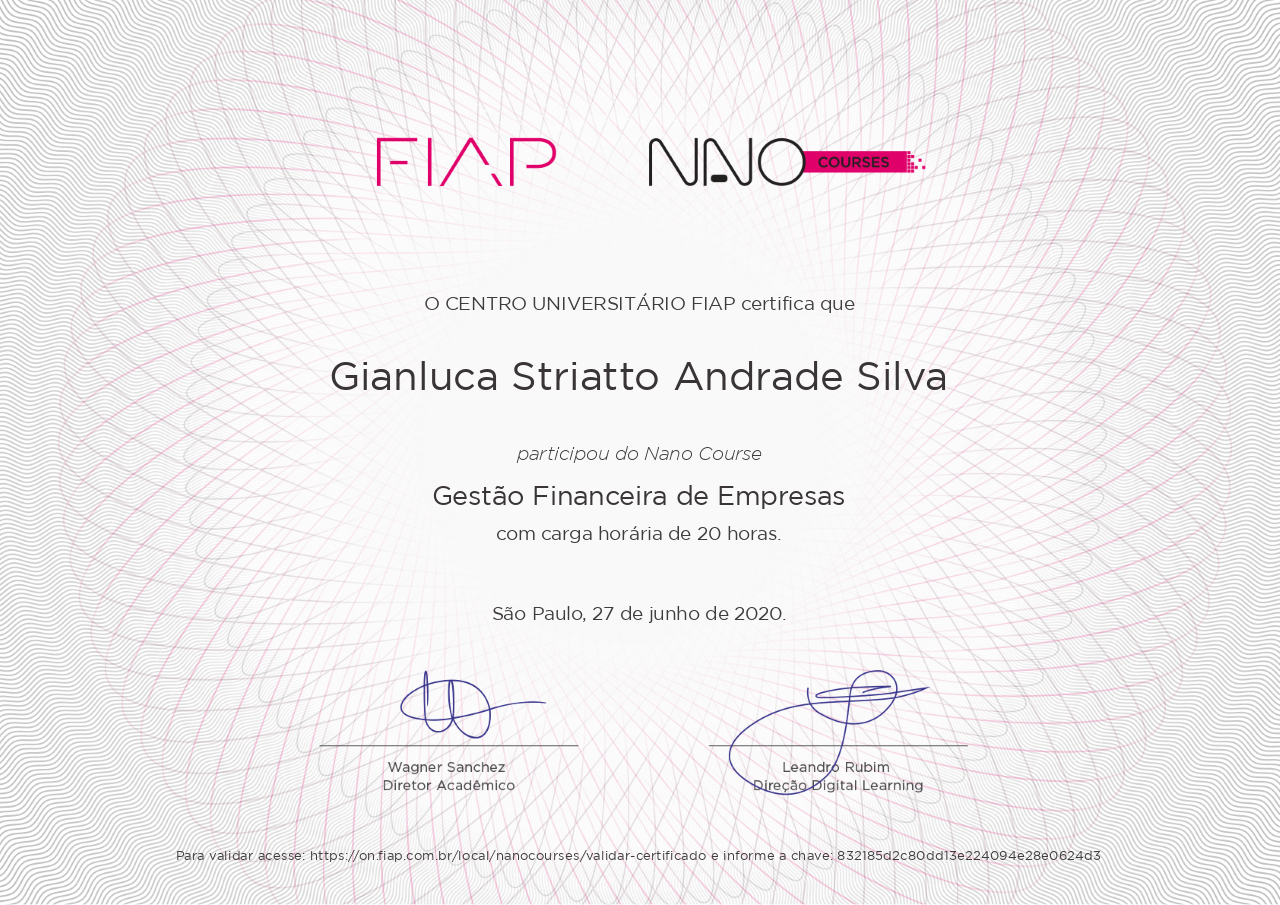 FIAP NANO COURSES
O CENTRO UNIVERSITÁRIO FIAP certifica que
Gianluca Striatto Andrade Silva
participou do Nano Course
Gestão Financeira de Empresas
com carga horária de 20 horas.
São Paulo, 27 de junho de 2020.
Wagner Sanchez
Diretor Acadêmico
Leandro Rubim
Direção Digital Learning
Para validar acesse: https://on.fiap.com.br/local/nanocourses/validar-certificado e informe a chave: 832185d2c80dd13e224094e28e0624d3